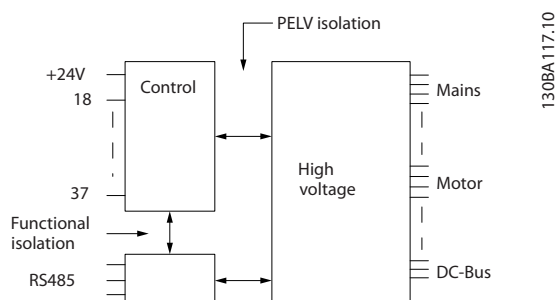 PELV isolation
130BA117.10
+24V
Control
18
Mains
High
voltage
37
Motor
Functional
isolation
RS485
DC-Bus